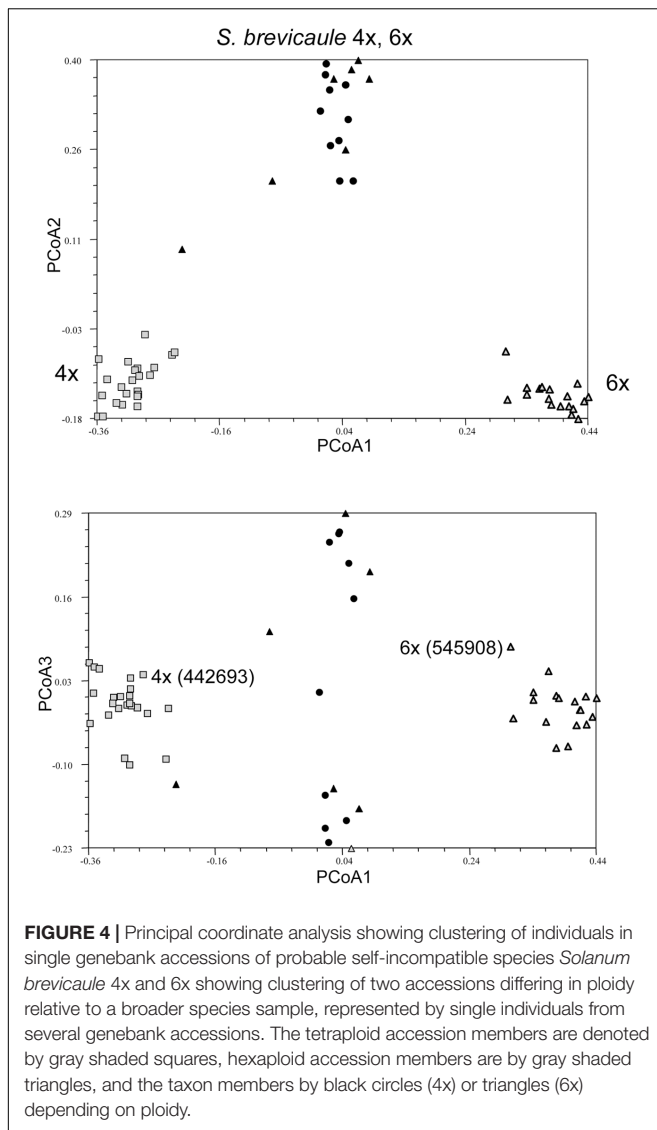 S. brevicaule 4x, 6x
0.40
0.26
PCoA2
0.11
-0.03
4x
6x
-0.18
-0.36
-0.16
0.04
0.24
0.44
PCoA1
0.29
0.16
6x (545908)
4x (442693)
PCoA3
0.03
-0.10
-0.23
-0.36
-0.16
0.04
0.24
0.44
PCoA1
FIGURE 4 | Principal coordinate analysis showing clustering of individuals in
single genebank accessions of probable self-incompatible species Solanum
brevicaule 4x and 6x showing clustering of two accessions differing in ploidy
relative to a broader species sample, represented by single individuals from
several genebank accessions. The tetraploid accession members are denoted
by gray shaded squares, hexaploid accession members are by gray shaded
triangles, and the taxon members by black circles (4x) or triangles (6x)
depending on ploidy.